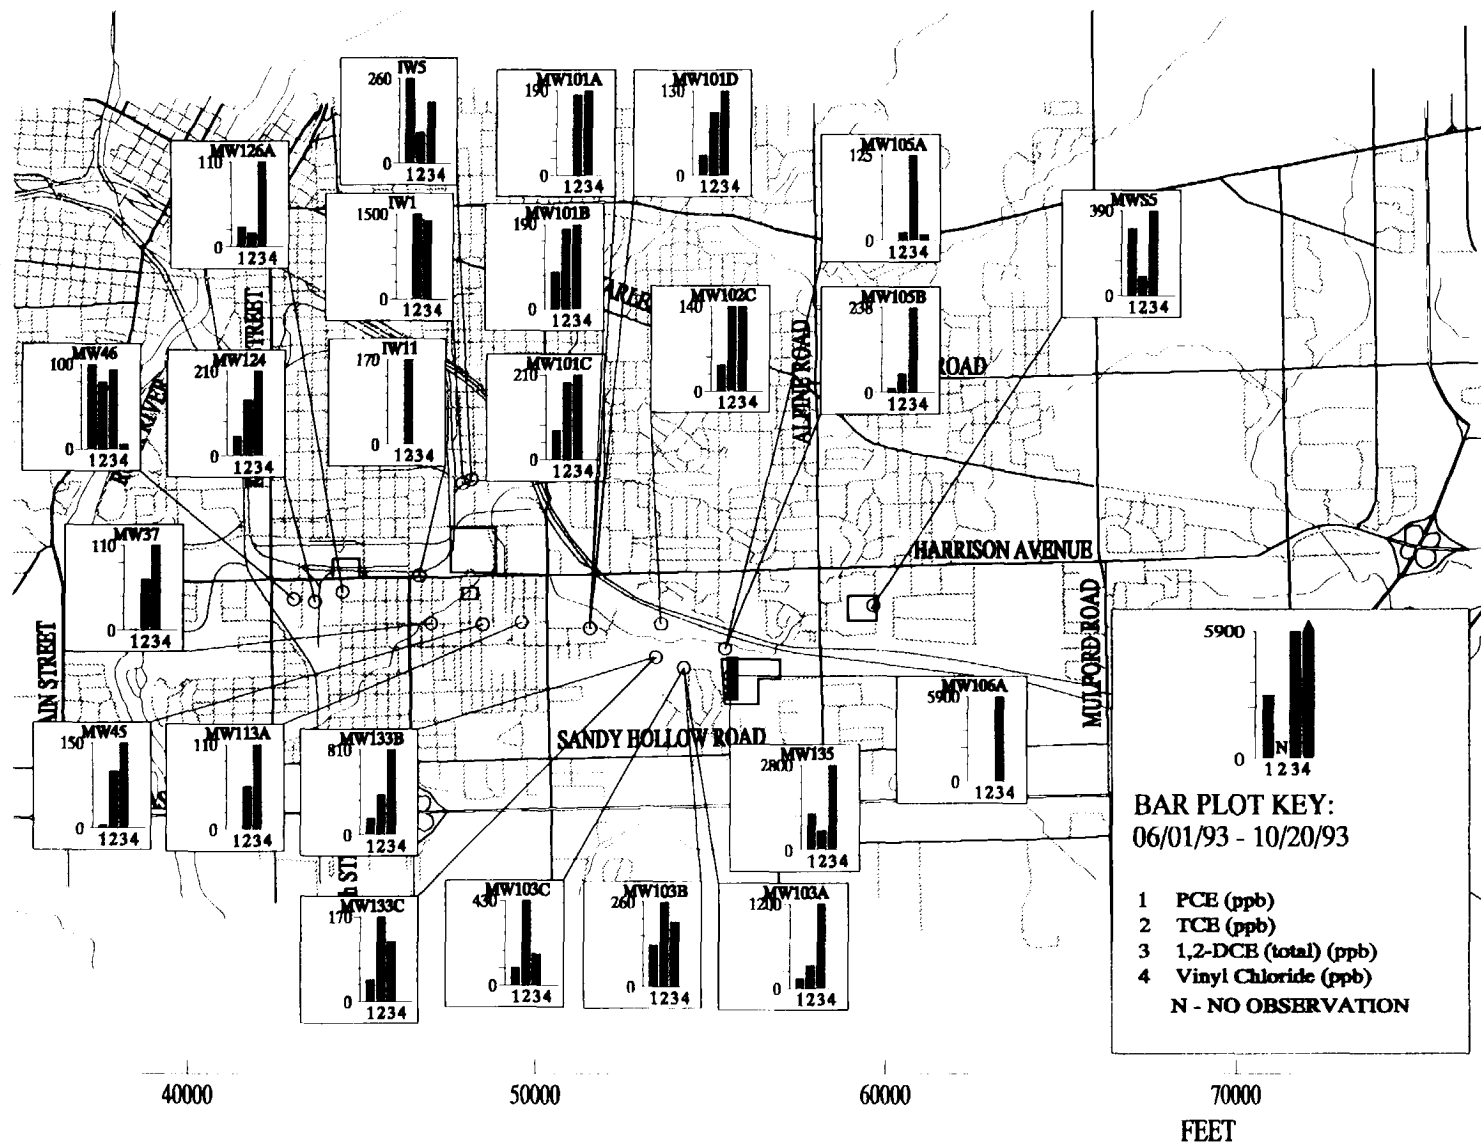 IW5
260
0
1234
MW101A
190
0
1234
MW101D
130
0
1234
MW126A
110
0
1234
MW105A
125
0
1234
IW1
1500
0
1234
MW101B
190
0
1234
MWS5
390
0
1234
MW102C
140
0
1234
MW105B
238
0
1234
MW46
100
0
1234
MW124
210
0
1234
IW11
170
0
1234
MW101C
210
0
1234
STREET
RIVER
ALPINE ROAD
ROAD
MW37
110
0
1234
HARRISON AVENUE
MULFORD ROAD
AIN STREET
SANDY HOLLOW ROAD
MW45
150
0
1234
MW113A
110
0
1234
MW133B
810
0
1234
MW135
2800
0
1234
MW106A
5900
0
1234
MW133C
170
0
1234
MW103C
430
0
1234
MW103B
260
0
1234
MW103A
1200
0
1234
h ST
5900
N
0
1 2 3 4
BAR PLOT KEY:
06/01/93 - 10/20/93
1 PCE (ppb)
2 TCE (ppb)
3 1,2-DCE (total) (ppb)
4 Vinyl Chloride (ppb)
N - NO OBSERVATION
40000
50000
60000
70000
FEET